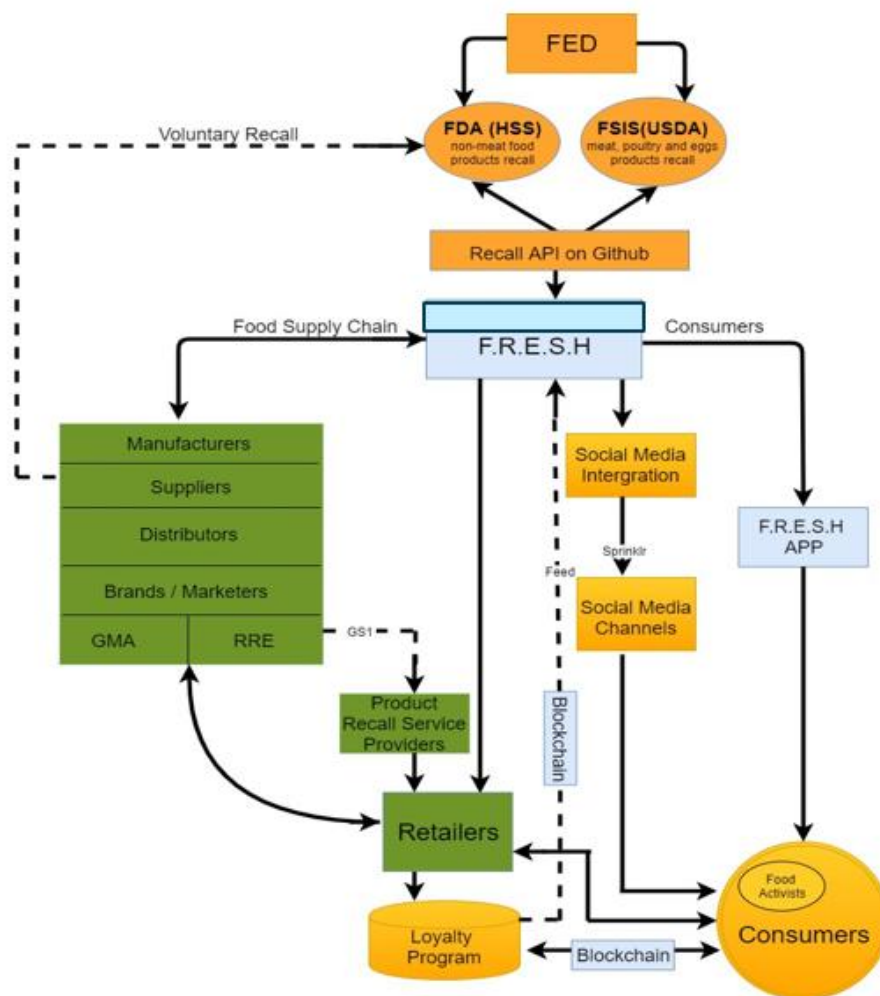 FED
FDA (HSS)
non-meat food
products recall
FSIS(USDA)
meat, poultry and eggs
products recall
Voluntary Recall
Recall API on Github
Food Supply Chain
F.R.E.S.H
Consumers
Manufacturers
Suppliers
Distributors
Brands / Marketers
GMA
RRE
GS1
Social Media
Intergration
Sprinklr
Feed
Social Media
Channels
F.R.E.S.H
APP
Product
Recall Service
Providers
Blockchain
Retailers
Food
Activists
Consumers
Loyalty
Program
Blockchain